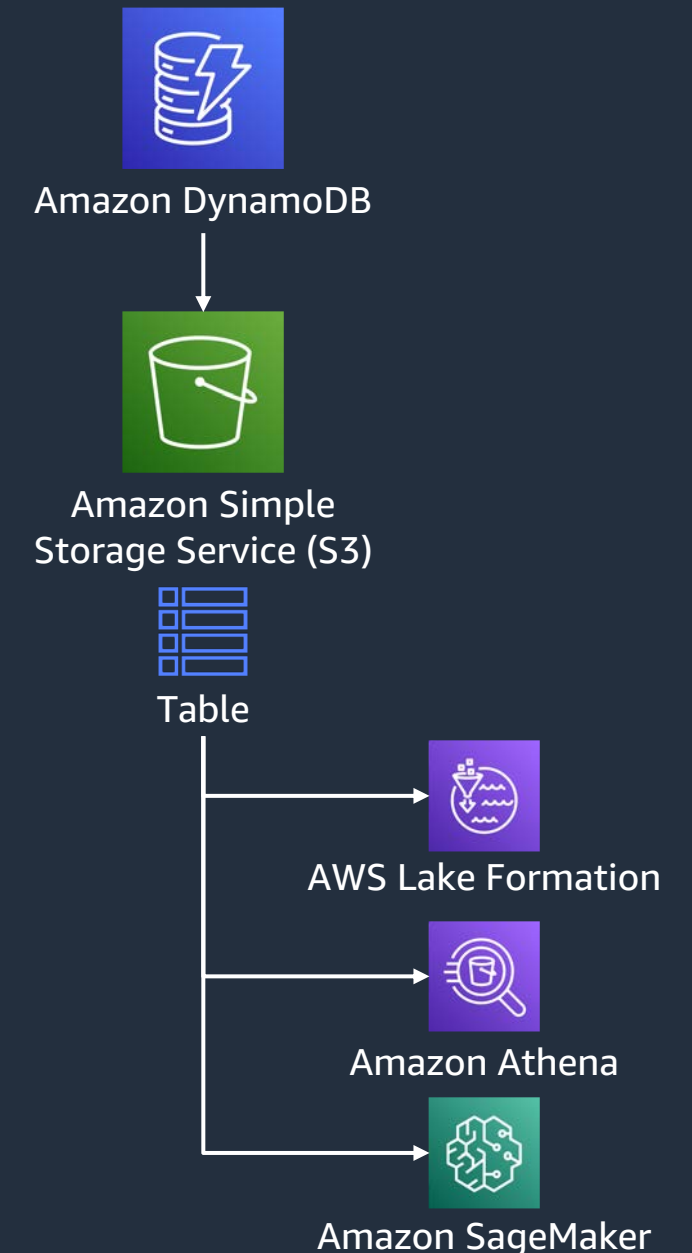 Amazon DynamoDB
Amazon Simple
Storage Service (S3)
Table
AWS Lake Formation
Amazon Athena
Amazon SageMaker